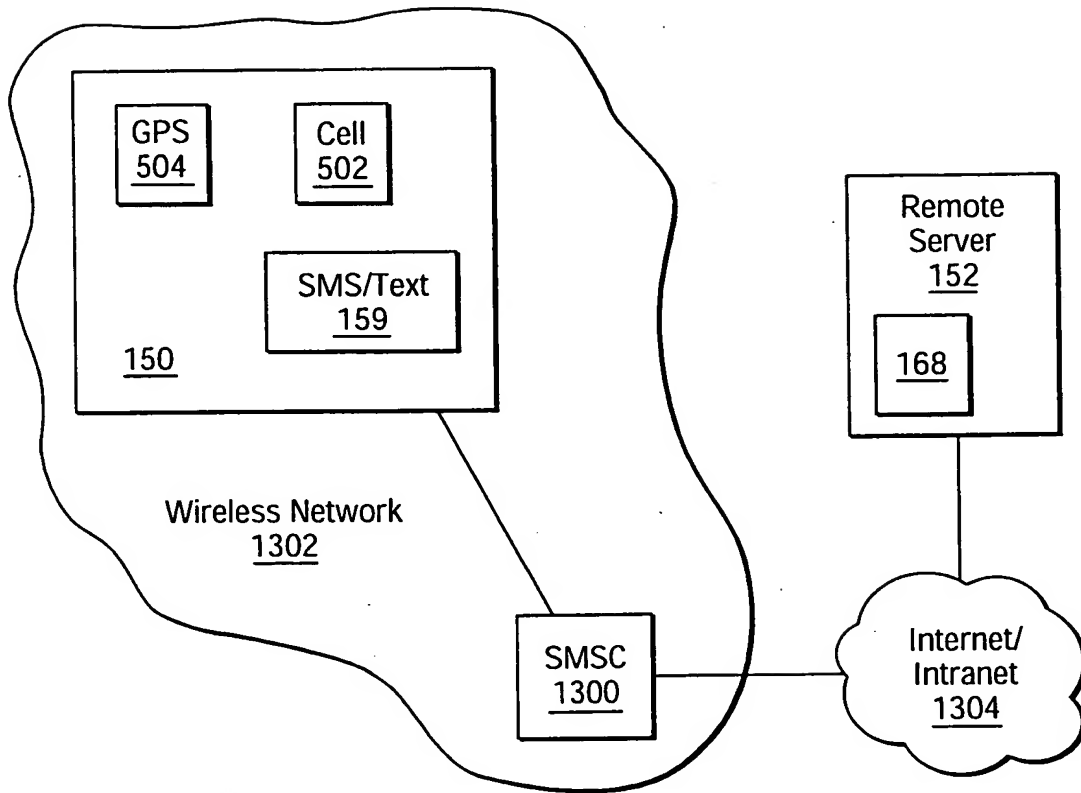 GPS
504
Cell
502
SMS/Text
159
150
Remote
Server
152
168
Wireless Network
1302
SMSC
1300
Internet/
Intranet
1304